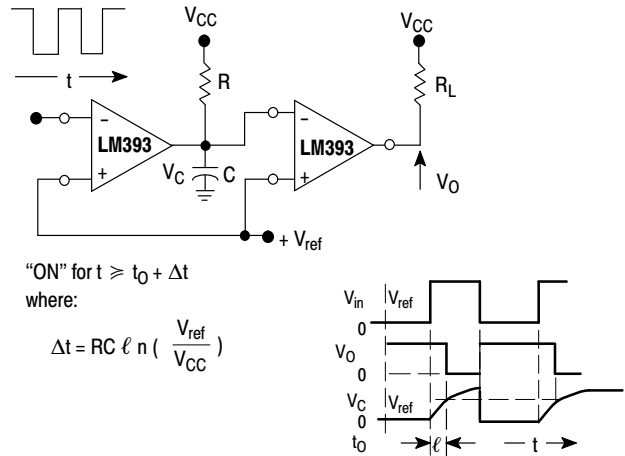 VCC
VCC
t
R
RL
−
LM393
+
VC
C
−
LM393
+
VO
+ Vref
“ON” for t ≥ tO + Δt
where:
Δt = RC ℓ n ( Vref / VCC )
Vin
Vref
0
VO
0
VC
Vref
0
tO
ℓ
t